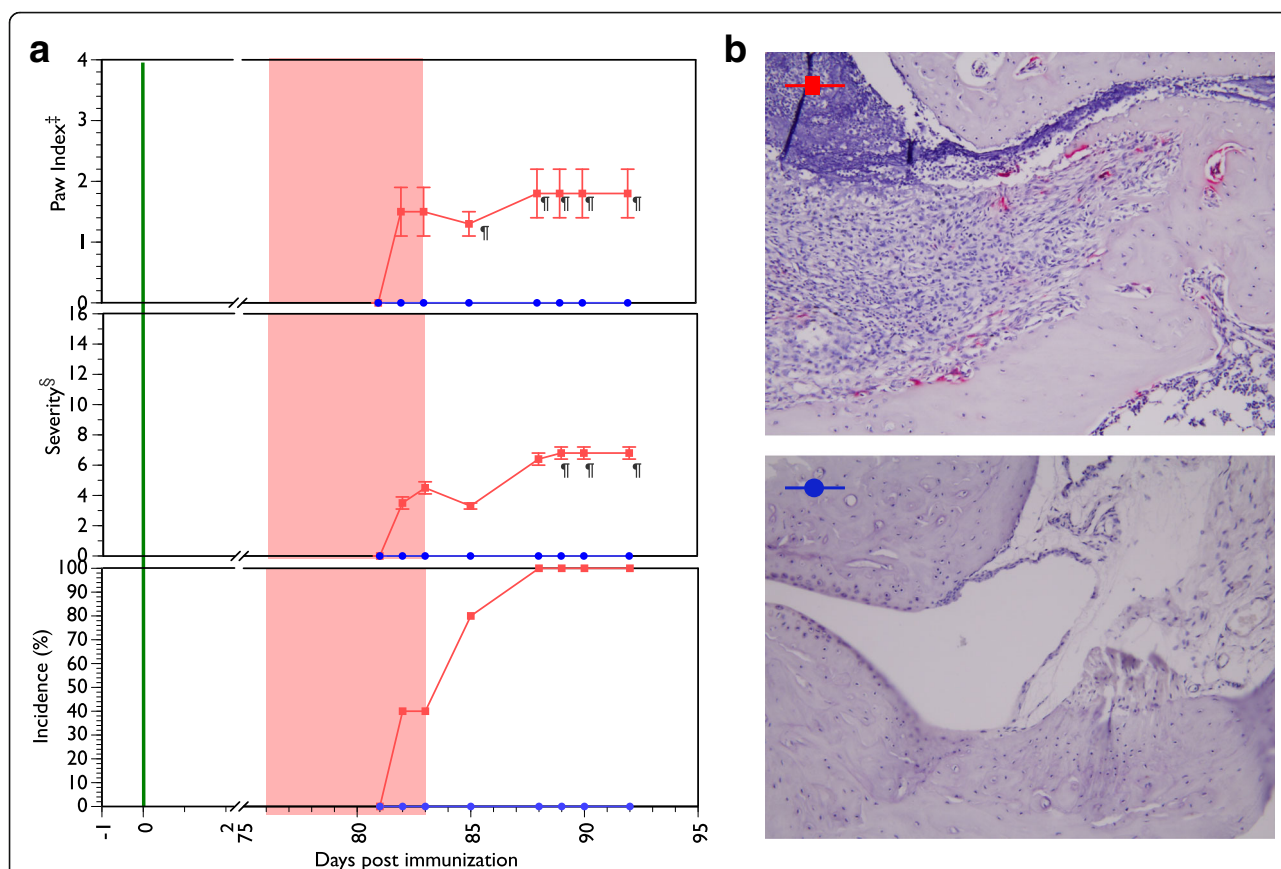 a
b
4
3
2
1
0
Paw Index‡
¶ ¶ ¶ ¶ ¶
16
14
12
10
8
6
4
2
0
Severity§
¶ ¶ ¶
100
90
80
70
60
50
40
30
20
10
0
Incidence (%)
-1 0 2 75 80 85 90 95
Days post immunization